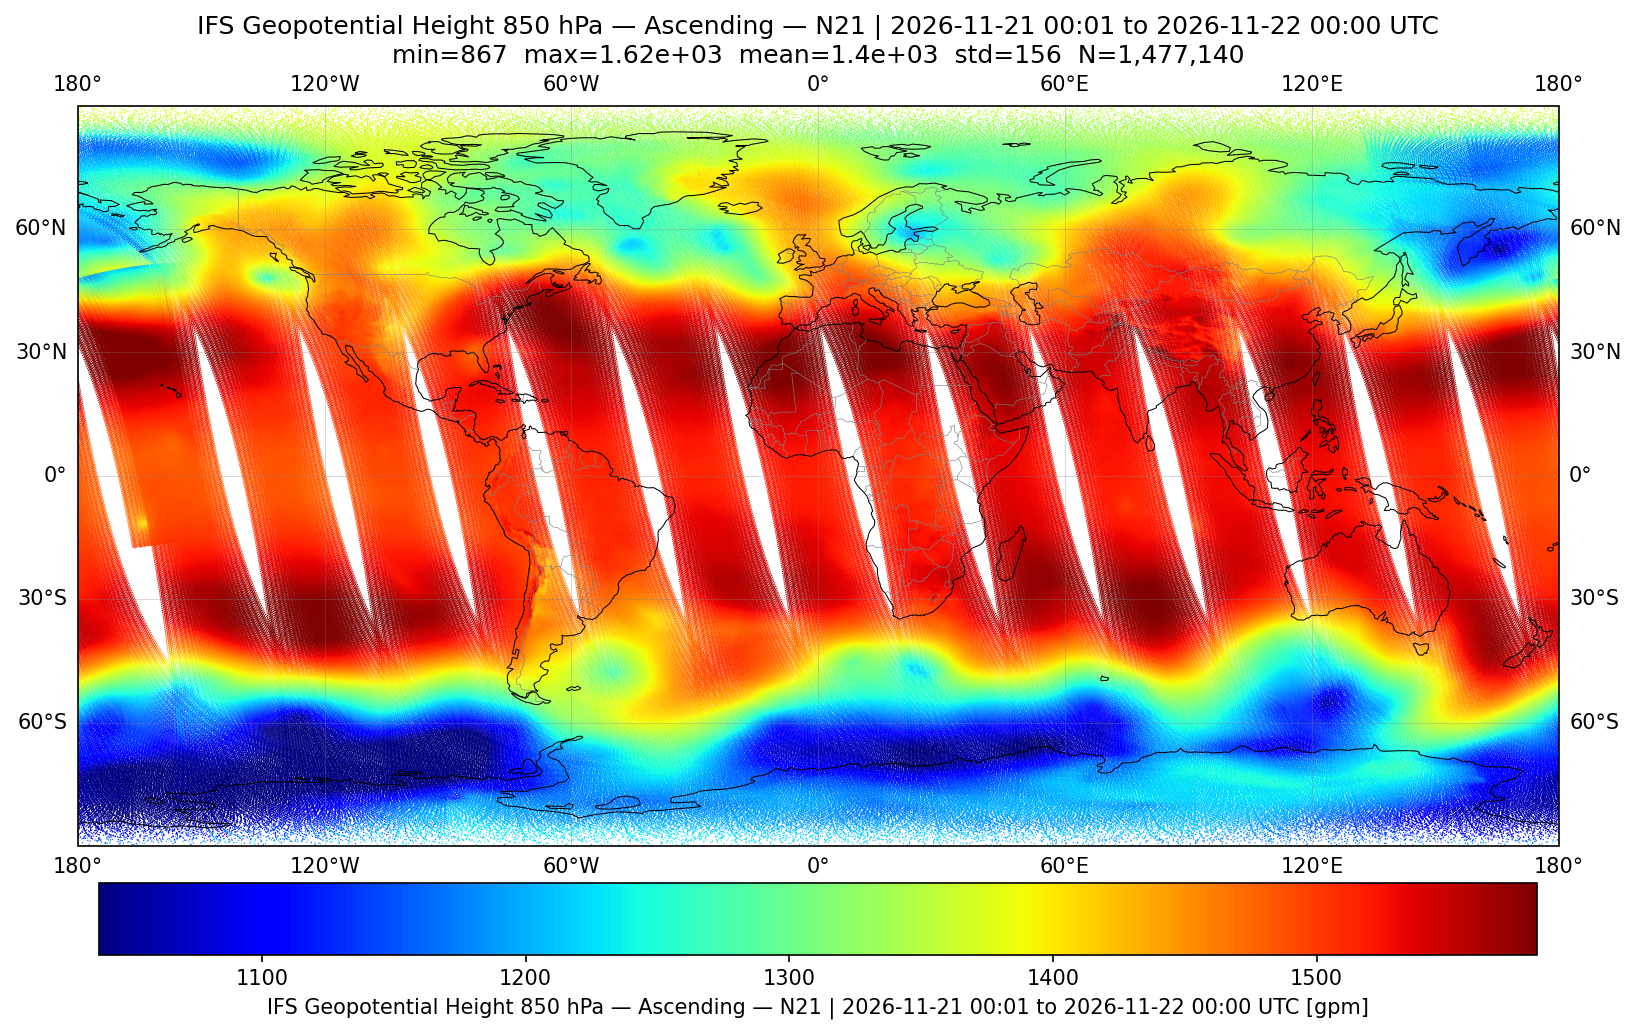 IFS Geopotential Height 850 hPa — Ascending — N21 | 2026-11-21 00:01 to 2026-11-22 00:00 UTC
min=867  max=1.62e+03  mean=1.4e+03  std=156  N=1,477,140
180° 120°W 60°W 0° 60°E 120°E 180°
60°N 60°N
30°N 30°N
0° 0°
30°S 30°S
60°S 60°S
180° 120°W 60°W 0° 60°E 120°E 180°
1100 1200 1300 1400 1500
IFS Geopotential Height 850 hPa — Ascending — N21 | 2026-11-21 00:01 to 2026-11-22 00:00 UTC [gpm]